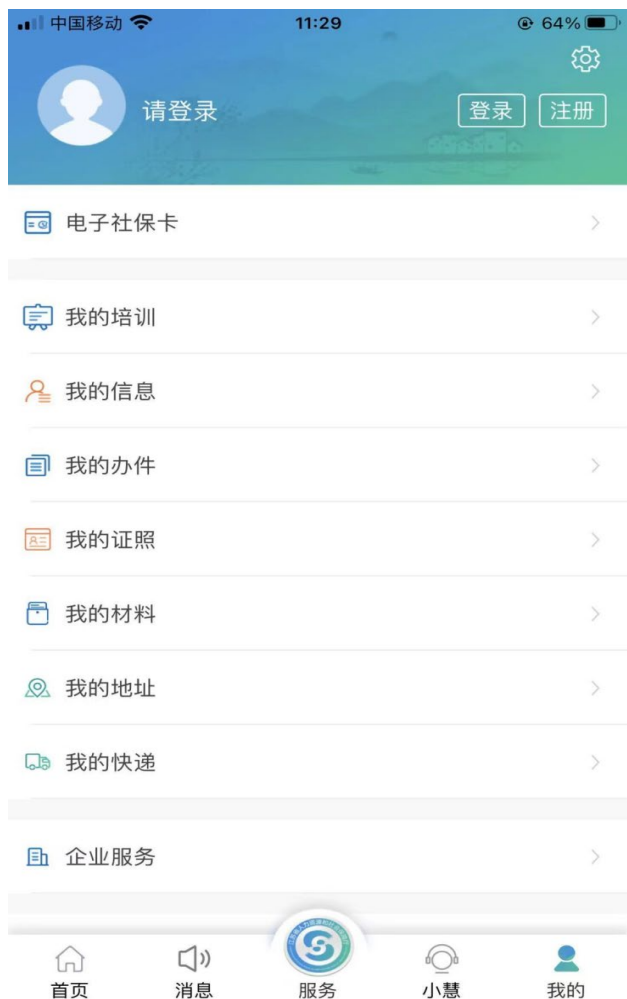 中国移动 11:29 64%
请登录 登录 注册
电子社保卡
我的培训
我的信息
我的办件
我的证照
我的材料
我的地址
我的快递
企业服务
首页 消息 服务 小慧 我的